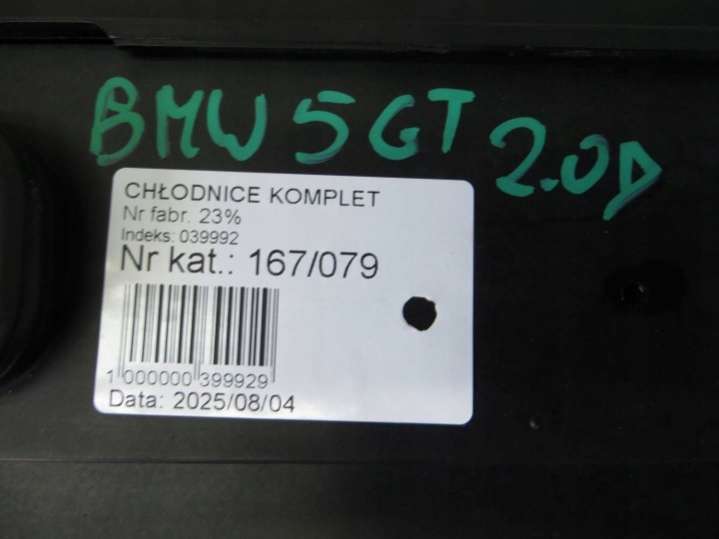 BMW 5 GT 2.0D
CHŁODNICE KOMPLET
Nr fabr. 23%
Indeks: 039992
Nr kat.: 167/079
1 000000 399929
Data: 2025/08/04